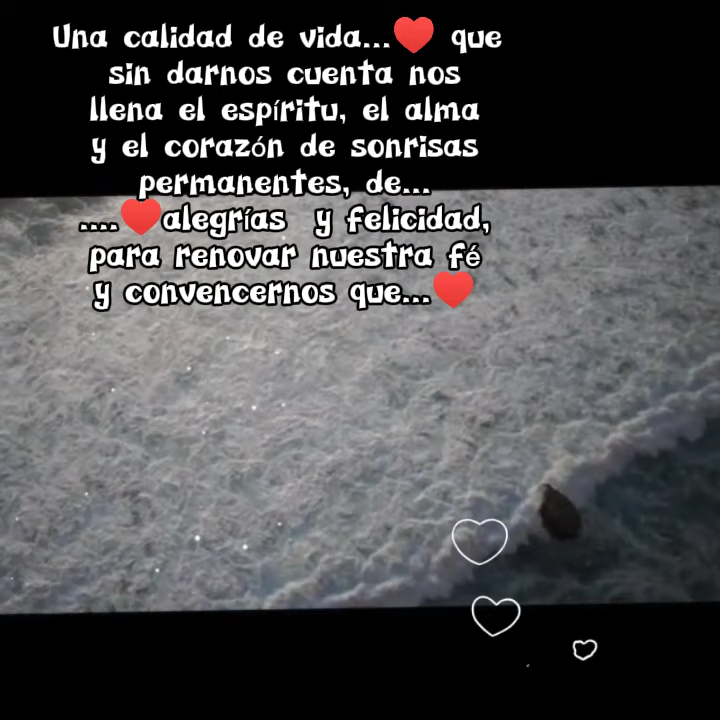 Una calidad de vida...❤️ que
sin darnos cuenta nos
llena el espíritu, el alma
y el corazón de sonrisas
permanentes, de...
....❤️alegrías y felicidad,
para renovar nuestra fé
y convencernos que...❤️